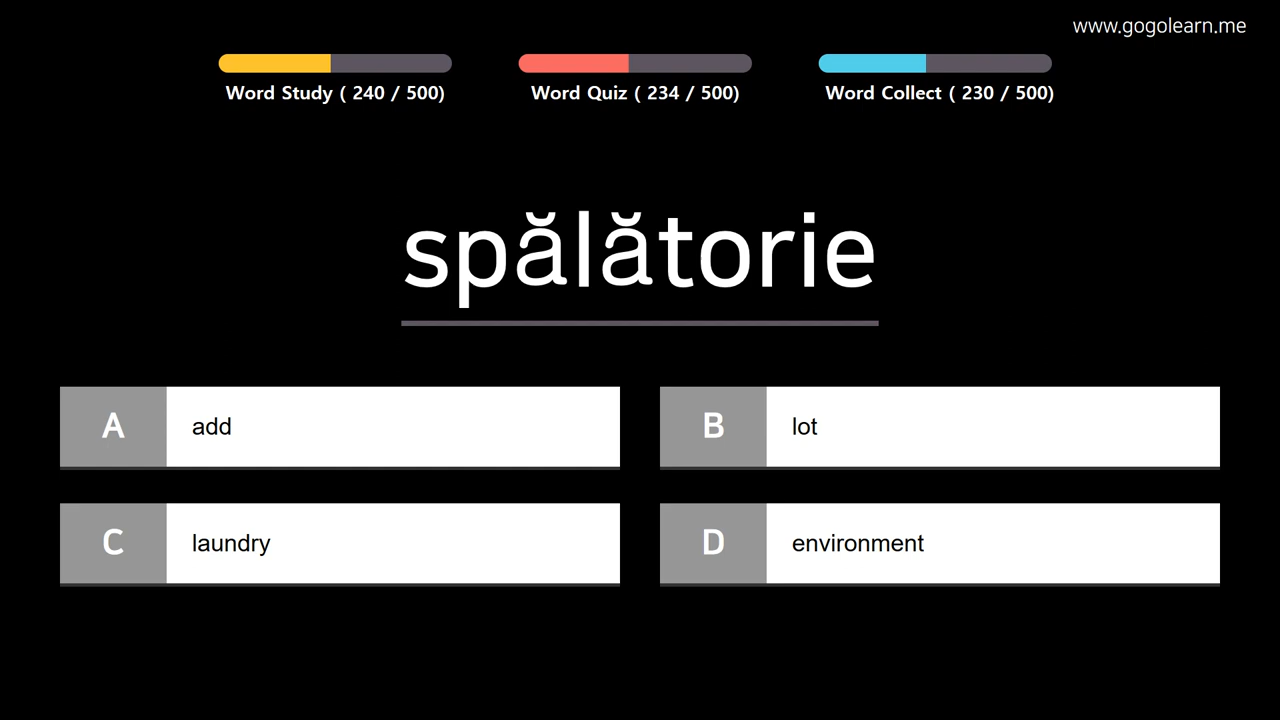 www.gogolearn.me
Word Study ( 240 / 500)
Word Quiz ( 234 / 500)
Word Collect ( 230 / 500)
spălătorie
A add
B lot
C laundry
D environment